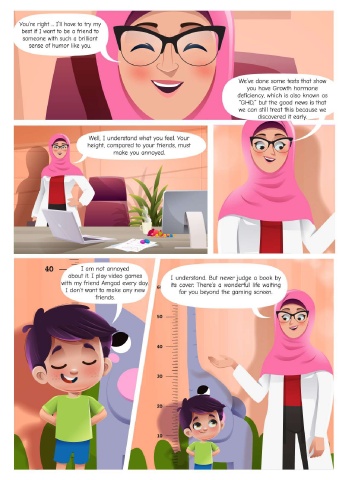 You're right .. I'll have to try my
best if I want to be a friend to
someone with such a brilliant
sense of humor like you.
We've done some tests that show
you have Growth hormone
deficiency, which is also known as
"GHD," but the good news is that
we can still treat this because we
discovered it early.
Well, I understand what you feel. Your
height, compared to your friends, must
make you annoyed.
40
I am not annoyed
about it. I play video games
with my friend Amgad every day.
I don't want to make any new
friends.
I understand. But never judge a book by
its cover. There's a wonderful life waiting
for you beyond the gaming screen.
50
40
30
20
10